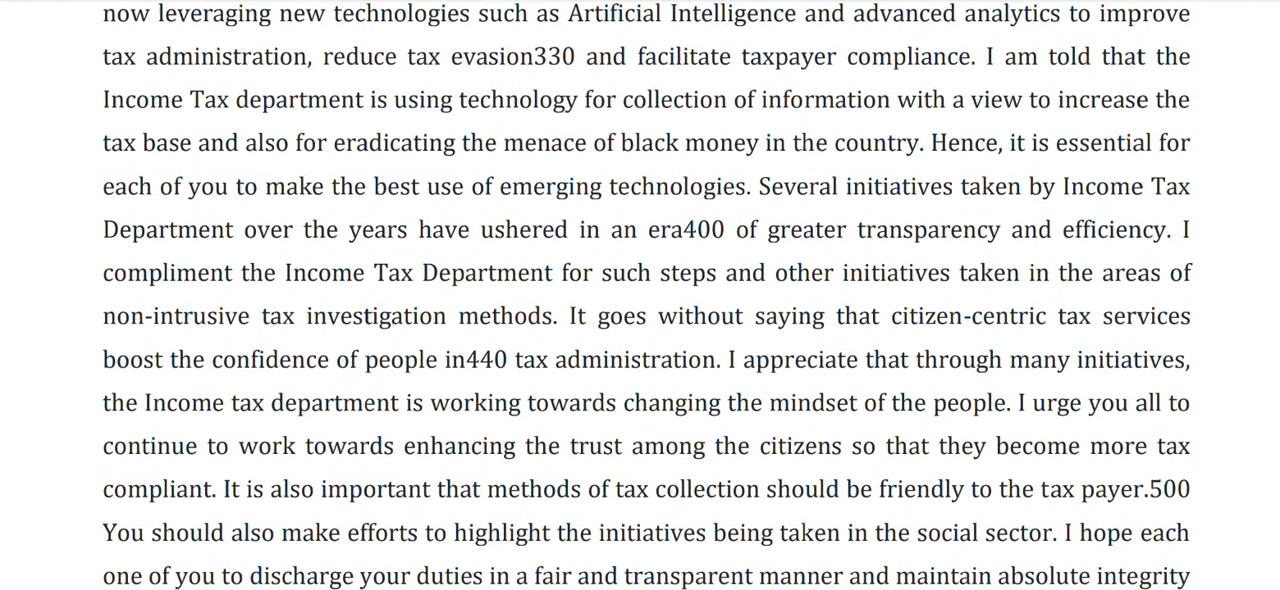 now leveraging new technologies such as Artificial Intelligence and advanced analytics to improve
tax administration, reduce tax evasion330 and facilitate taxpayer compliance. I am told that the
Income Tax department is using technology for collection of information with a view to increase the
tax base and also for eradicating the menace of black money in the country. Hence, it is essential for
each of you to make the best use of emerging technologies. Several initiatives taken by Income Tax
Department over the years have ushered in an era400 of greater transparency and efficiency. I
compliment the Income Tax Department for such steps and other initiatives taken in the areas of
non-intrusive tax investigation methods. It goes without saying that citizen-centric tax services
boost the confidence of people in440 tax administration. I appreciate that through many initiatives,
the Income tax department is working towards changing the mindset of the people. I urge you all to
continue to work towards enhancing the trust among the citizens so that they become more tax
compliant. It is also important that methods of tax collection should be friendly to the tax payer.500
You should also make efforts to highlight the initiatives being taken in the social sector. I hope each
one of you to discharge your duties in a fair and transparent manner and maintain absolute integrity